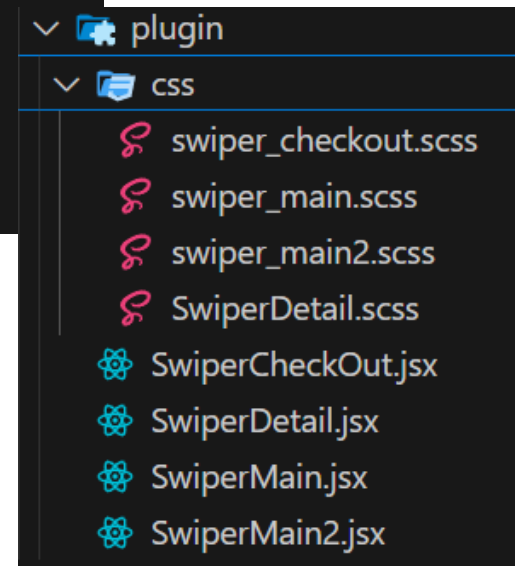 plugin
css
swiper_checkout.scss
swiper_main.scss
swiper_main2.scss
SwiperDetail.scss
SwiperCheckOut.jsx
SwiperDetail.jsx
SwiperMain.jsx
SwiperMain2.jsx